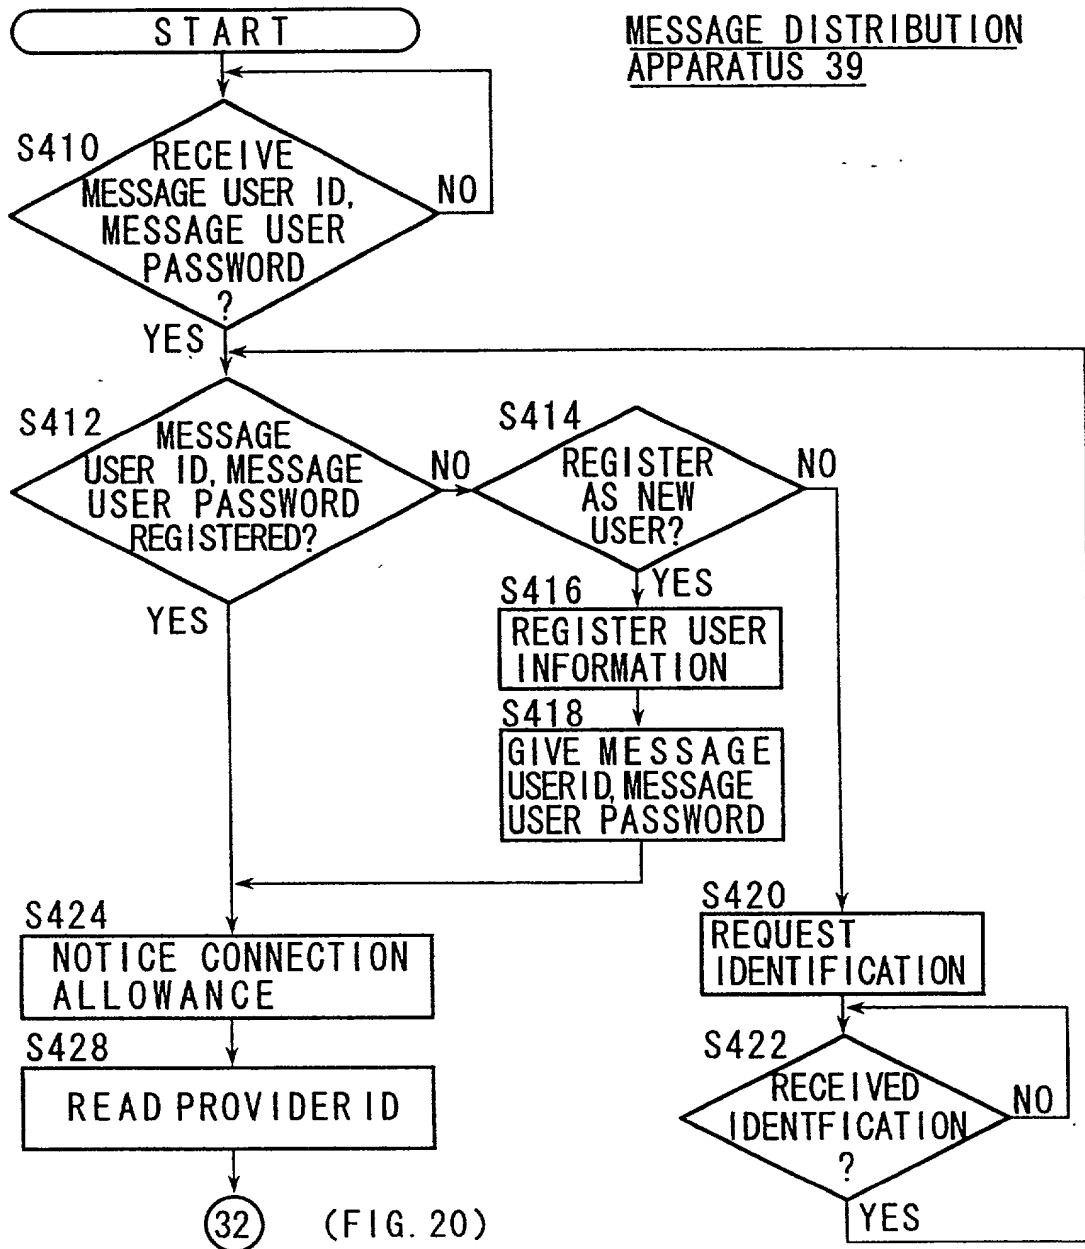 START
MESSAGE DISTRIBUTION
APPARATUS 39
S410
RECEIVE
MESSAGE USER ID,
MESSAGE USER
PASSWORD
?
NO
YES
S412
MESSAGE
USER ID, MESSAGE
USER PASSWORD
REGISTERED?
NO
YES
S414
REGISTER
AS NEW
USER?
NO
YES
S416
REGISTER USER
INFORMATION
S418
GIVE MESSAGE
USERID, MESSAGE
USER PASSWORD
S420
REQUEST
IDENTIFICATION
S422
RECEIVED
IDENTFICATION
?
NO
YES
S424
NOTICE CONNECTION
ALLOWANCE
S428
READ PROVIDER ID
32 (FIG. 20)